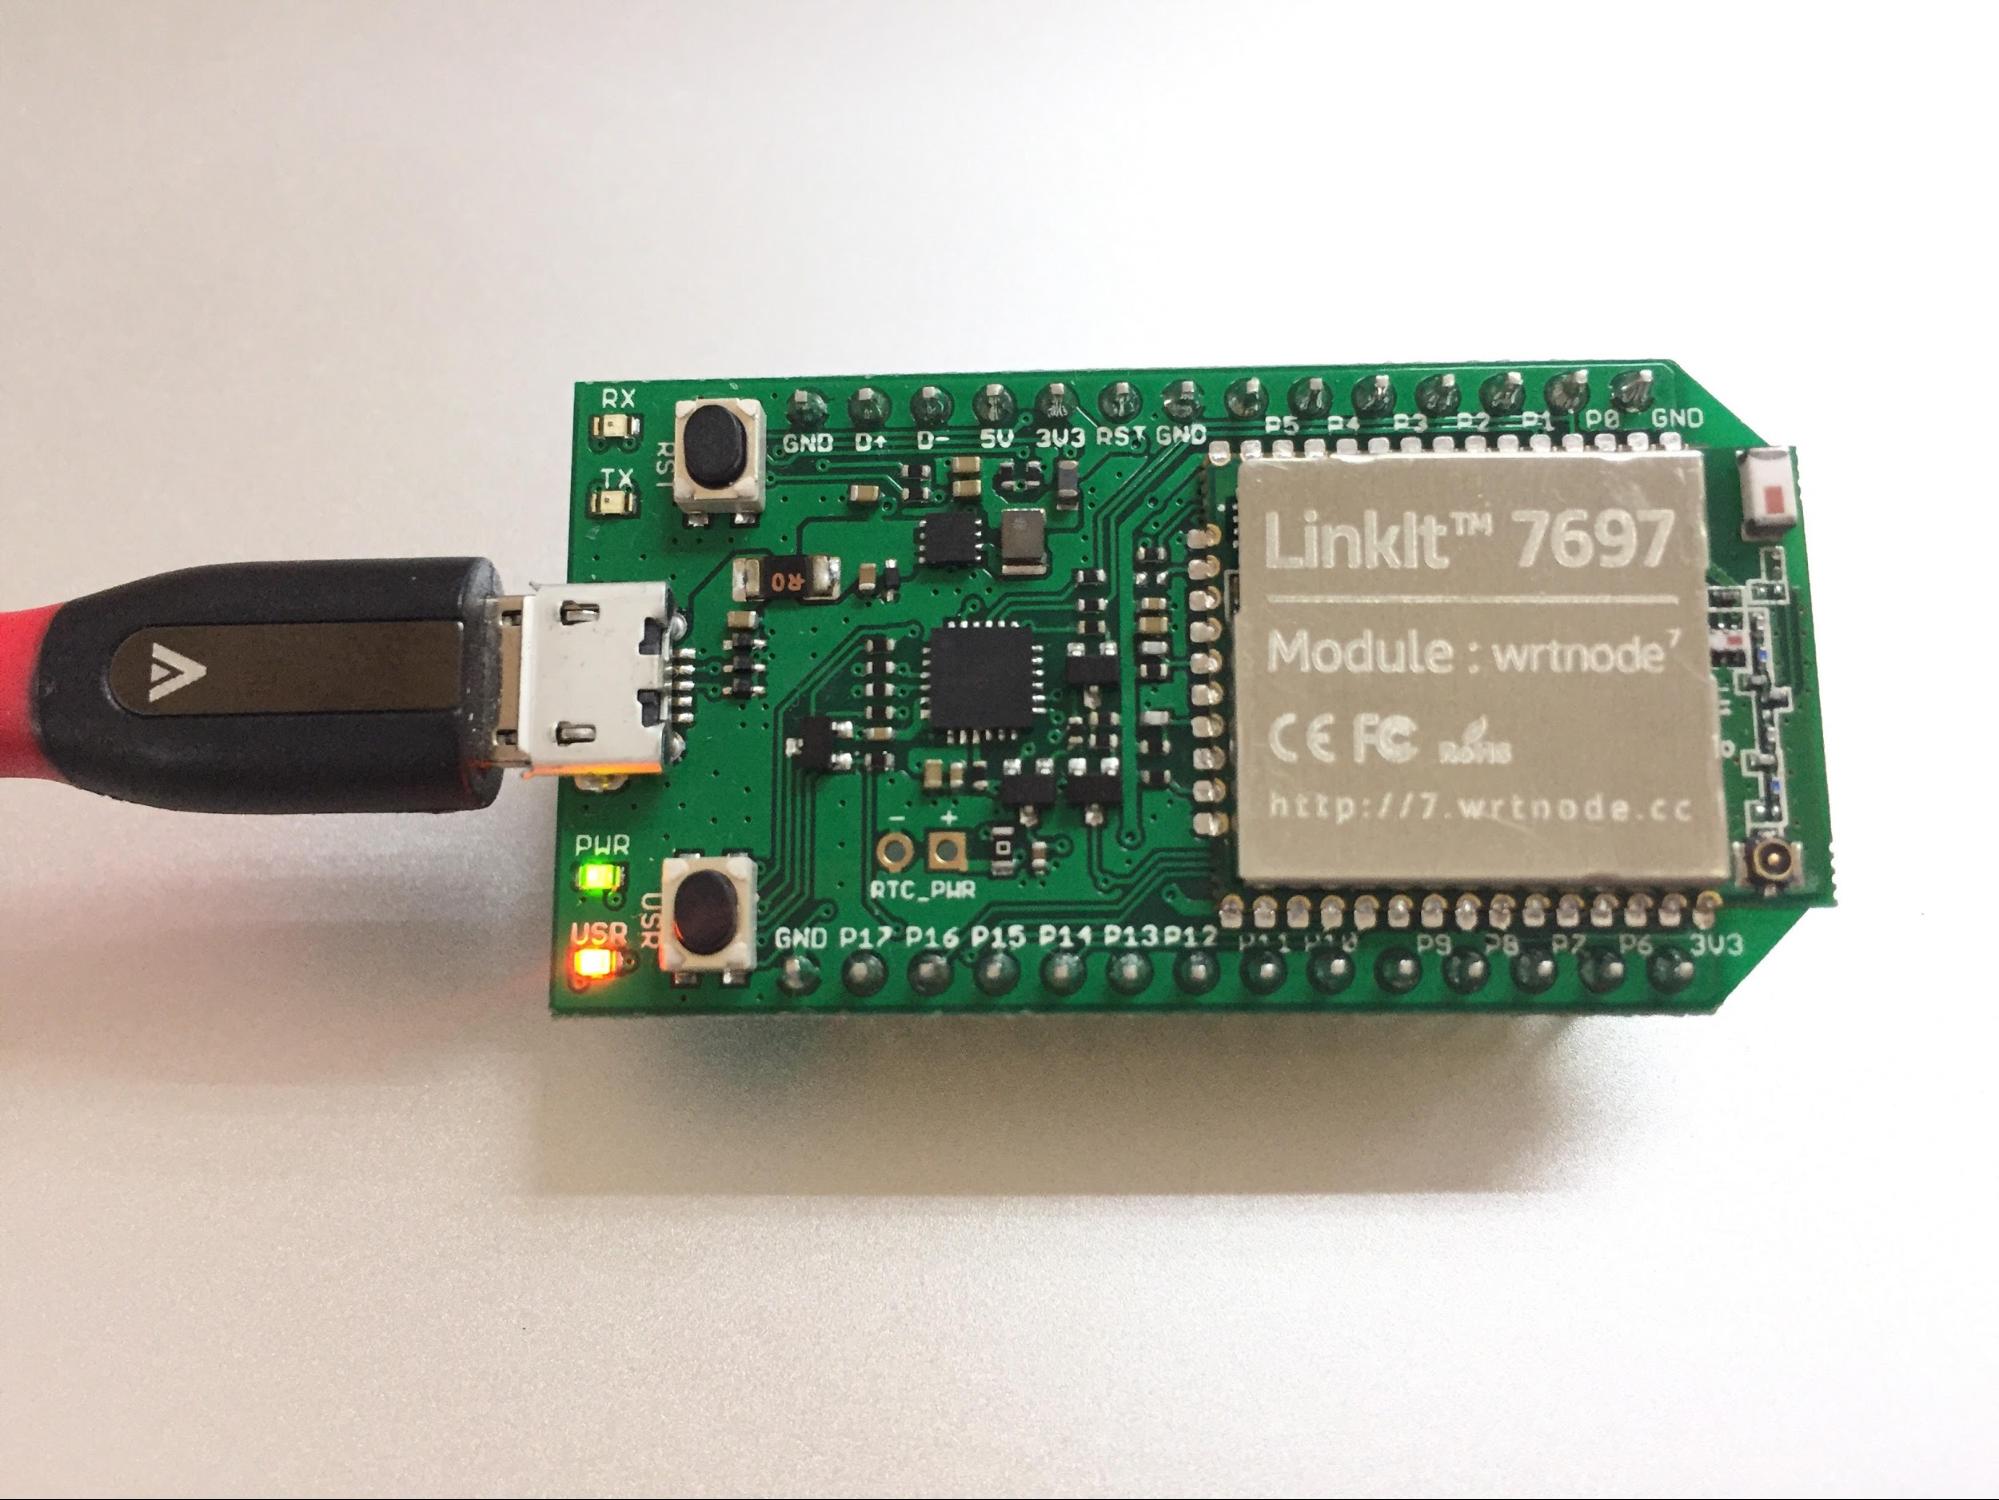 RX
TX
RST
GND D+ D- 5V 3V3 RST GND P5 P4 P3 P2 P1 P0 GND
R0
LinkIt™ 7697
Module : wrtnode⁷
CE FC RoHS
http://7.wrtnode.cc
- +
RTC_PWR
PWR
USR
USR
GND P17 P16 P15 P14 P13 P12 P11 P10 P9 P8 P7 P6 3V3